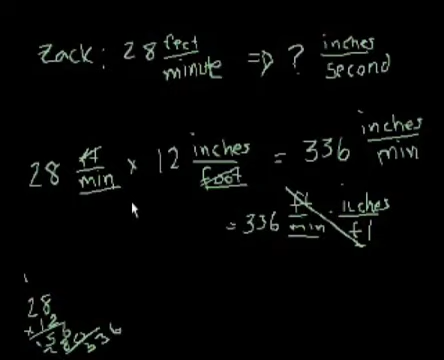 Zack: 28 feet/minute => ? inches/second
28 ft/min × 12 inches/foot = 336 inches/min
= 336 ft/min · inches/ft
28
×12
56
280
336